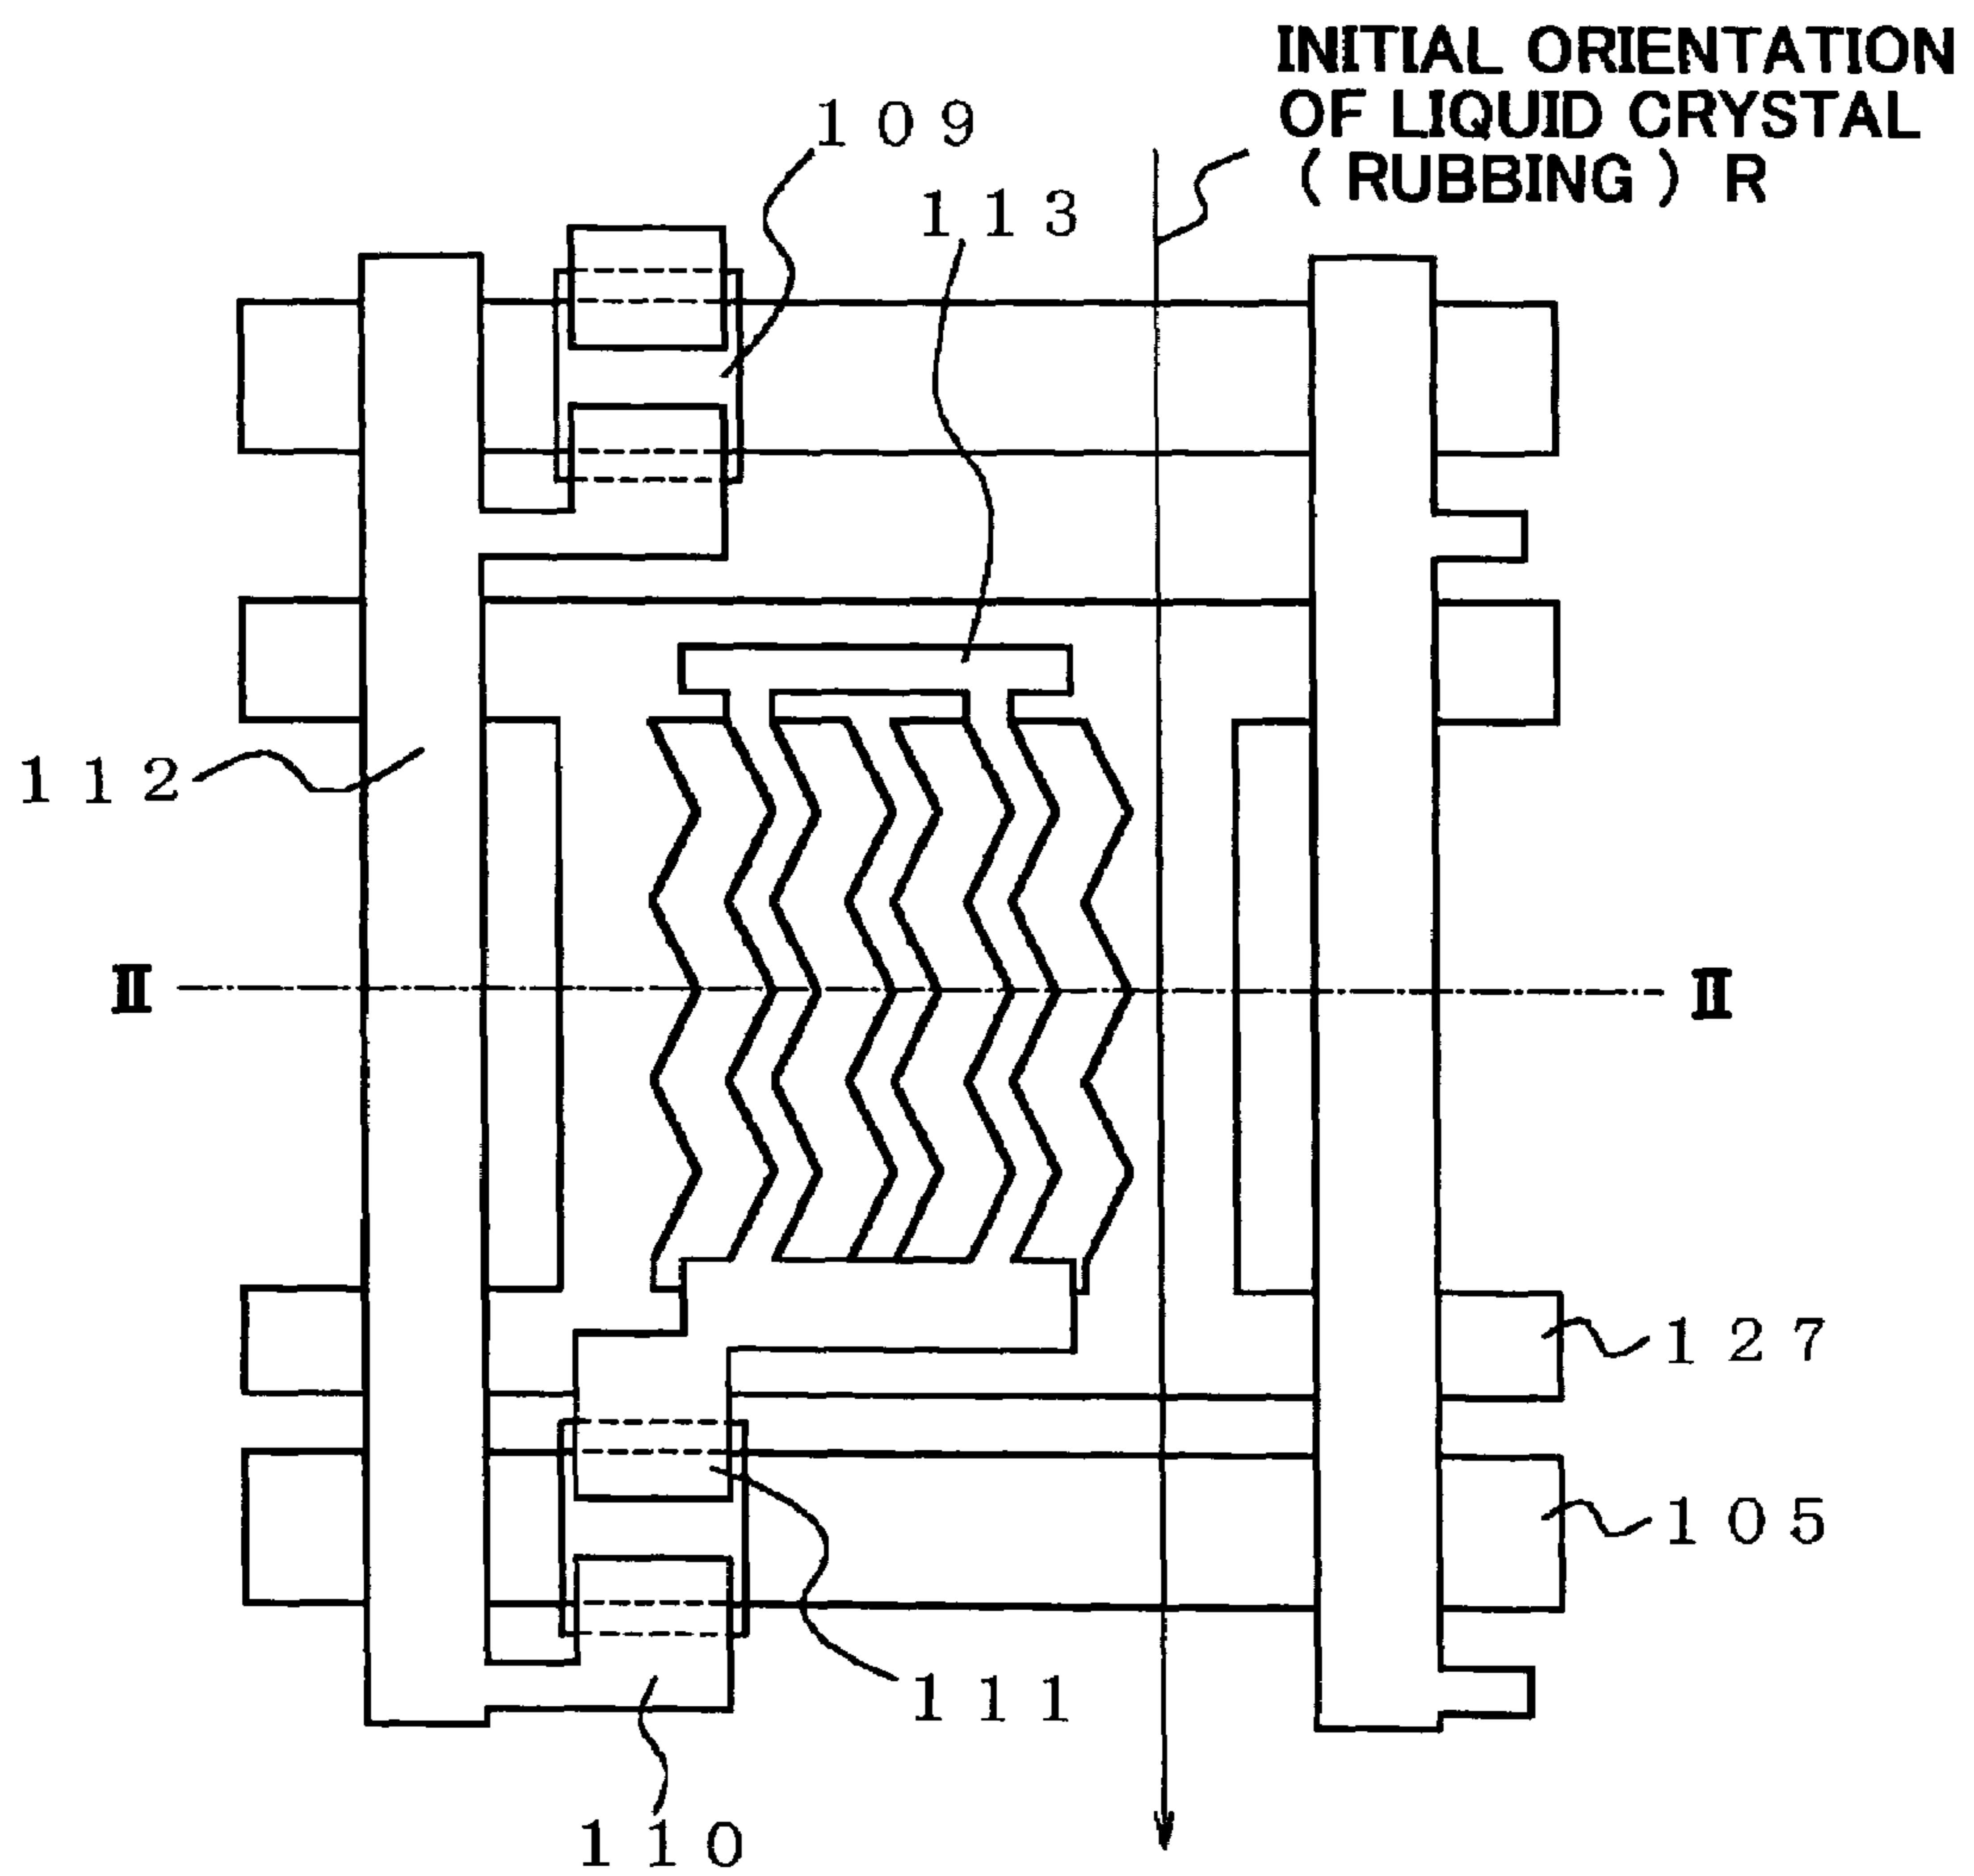 INITIAL ORIENTATION
OF LIQUID CRYSTAL
( RUBBING ) R
109
113
112
II
II
127
105
111
110